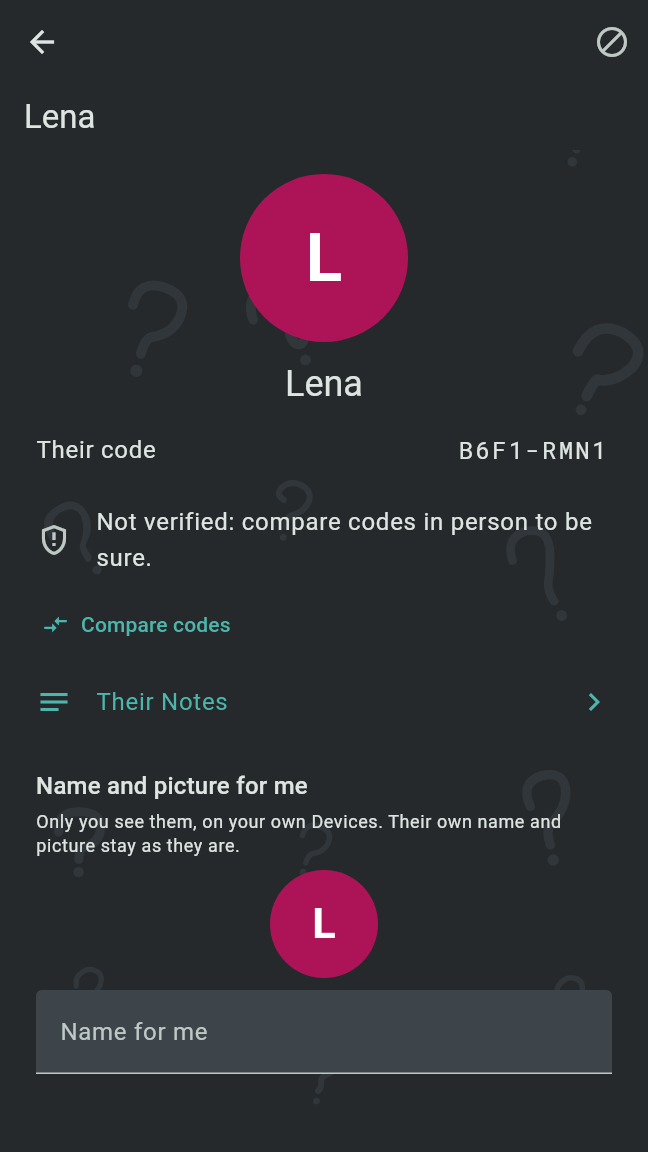 Lena
L
Lena
Their code
B6F1-RMN1
Not verified: compare codes in person to be
sure.
Compare codes
Their Notes
Name and picture for me
Only you see them, on your own Devices. Their own name and
picture stay as they are.
L
Name for me